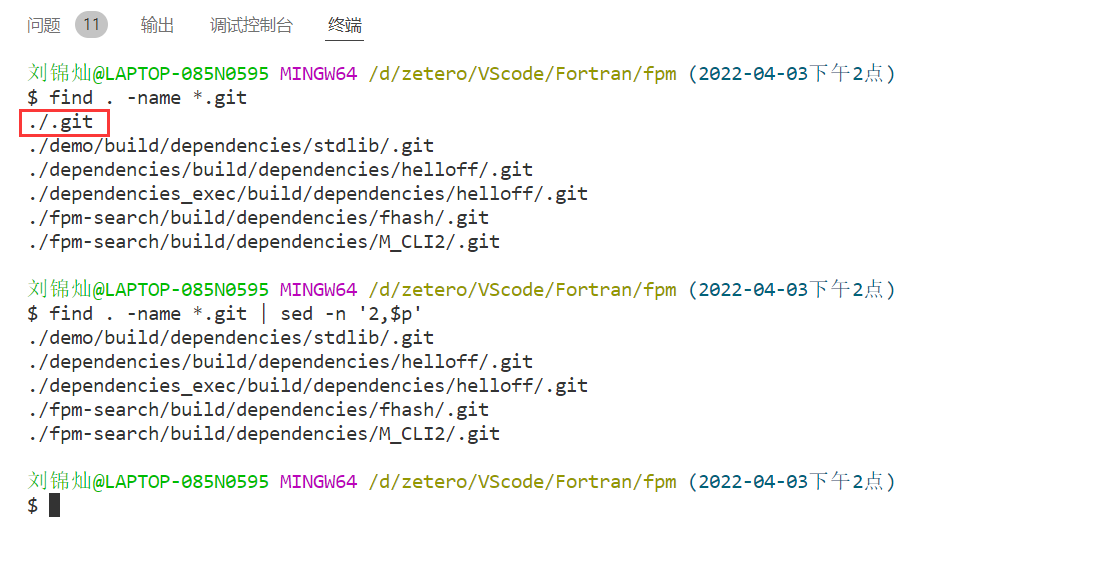 问题 11 输出 调试控制台 终端
刘锦灿@LAPTOP-085N0595 MINGW64 /d/zetero/VScode/Fortran/fpm (2022-04-03下午2点)
$ find . -name *.git
./.git
./demo/build/dependencies/stdlib/.git
./dependencies/build/dependencies/helloff/.git
./dependencies_exec/build/dependencies/helloff/.git
./fpm-search/build/dependencies/fhash/.git
./fpm-search/build/dependencies/M_CLI2/.git
刘锦灿@LAPTOP-085N0595 MINGW64 /d/zetero/VScode/Fortran/fpm (2022-04-03下午2点)
$ find . -name *.git | sed -n '2,$p'
./demo/build/dependencies/stdlib/.git
./dependencies/build/dependencies/helloff/.git
./dependencies_exec/build/dependencies/helloff/.git
./fpm-search/build/dependencies/fhash/.git
./fpm-search/build/dependencies/M_CLI2/.git
刘锦灿@LAPTOP-085N0595 MINGW64 /d/zetero/VScode/Fortran/fpm (2022-04-03下午2点)
$